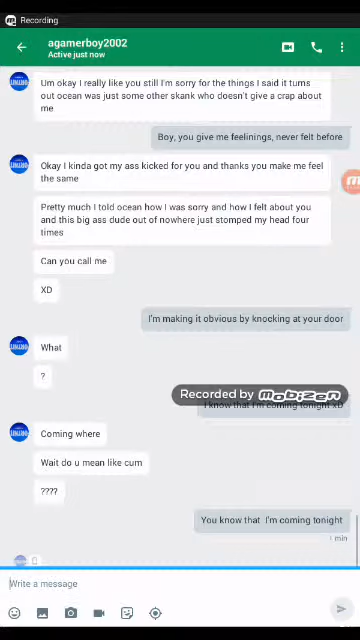 Recording
agamerboy2002
Active just now
Um okay I really like you still I'm sorry for the things I said it turns
out ocean was just some other skank who doesn't give a crap about
me
Boy, you give me feelinings, never felt before
Okay I kinda got my ass kicked for you and thanks you make me feel
the same
Pretty much I told ocean how I was sorry and how I felt about you
and this big ass dude out of nowhere just stomped my head four
times
Can you call me
XD
I'm making it obvious by knocking at your door
What
?
Recorded by mobizen
I know that I'm coming tonight xD
Coming where
Wait do u mean like cum
????
You know that i'm coming tonight
1 min
Write a message